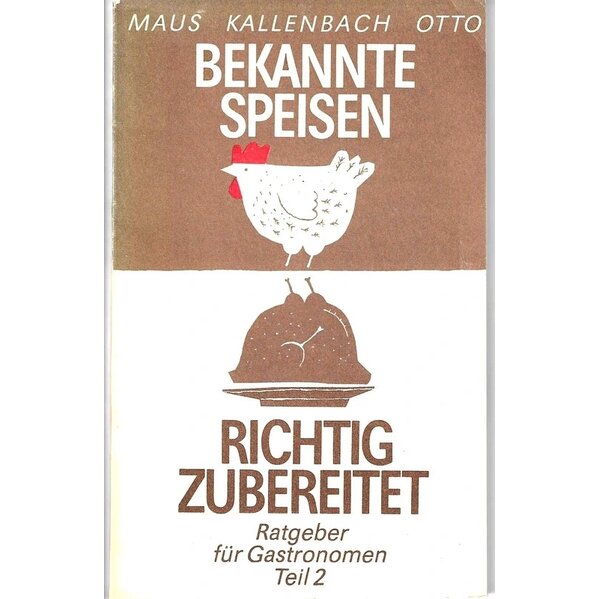 MAUS KALLENBACH OTTO
BEKANNTE
SPEISEN
RICHTIG
ZUBEREITET
Ratgeber
für Gastronomen
Teil 2